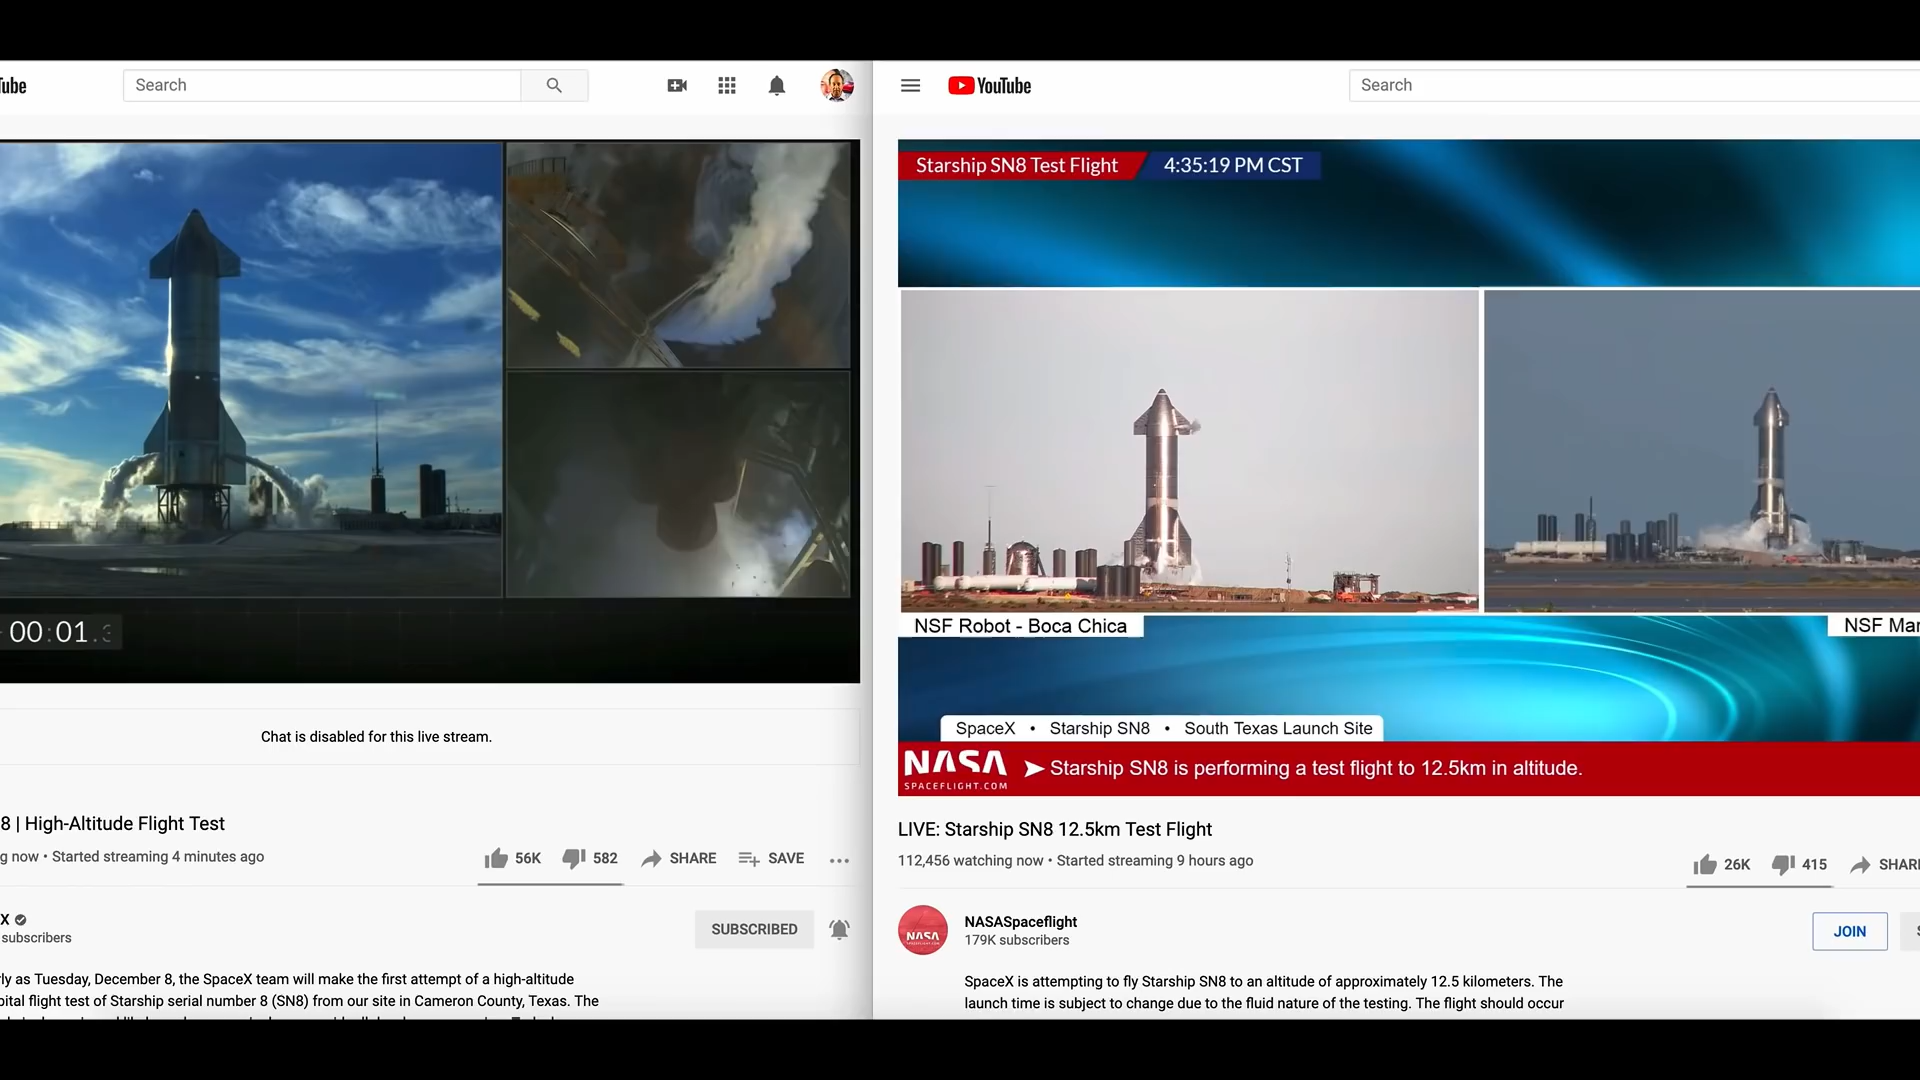 Tube
Search
00:01.3
Chat is disabled for this live stream.
8 | High-Altitude Flight Test
g now • Started streaming 4 minutes ago
56K
582
SHARE
SAVE
X
subscribers
SUBSCRIBED
rly as Tuesday, December 8, the SpaceX team will make the first attempt of a high-altitude
bital flight test of Starship serial number 8 (SN8) from our site in Cameron County, Texas. The
YouTube
Search
Starship SN8 Test Flight
4:35:19 PM CST
NSF Robot - Boca Chica
NSF Mar
SpaceX • Starship SN8 • South Texas Launch Site
NASA
SPACEFLIGHT.COM
Starship SN8 is performing a test flight to 12.5km in altitude.
LIVE: Starship SN8 12.5km Test Flight
112,456 watching now • Started streaming 9 hours ago
26K
415
SHAR
NASA
NASASpaceflight
179K subscribers
JOIN
S
SpaceX is attempting to fly Starship SN8 to an altitude of approximately 12.5 kilometers. The
launch time is subject to change due to the fluid nature of the testing. The flight should occur